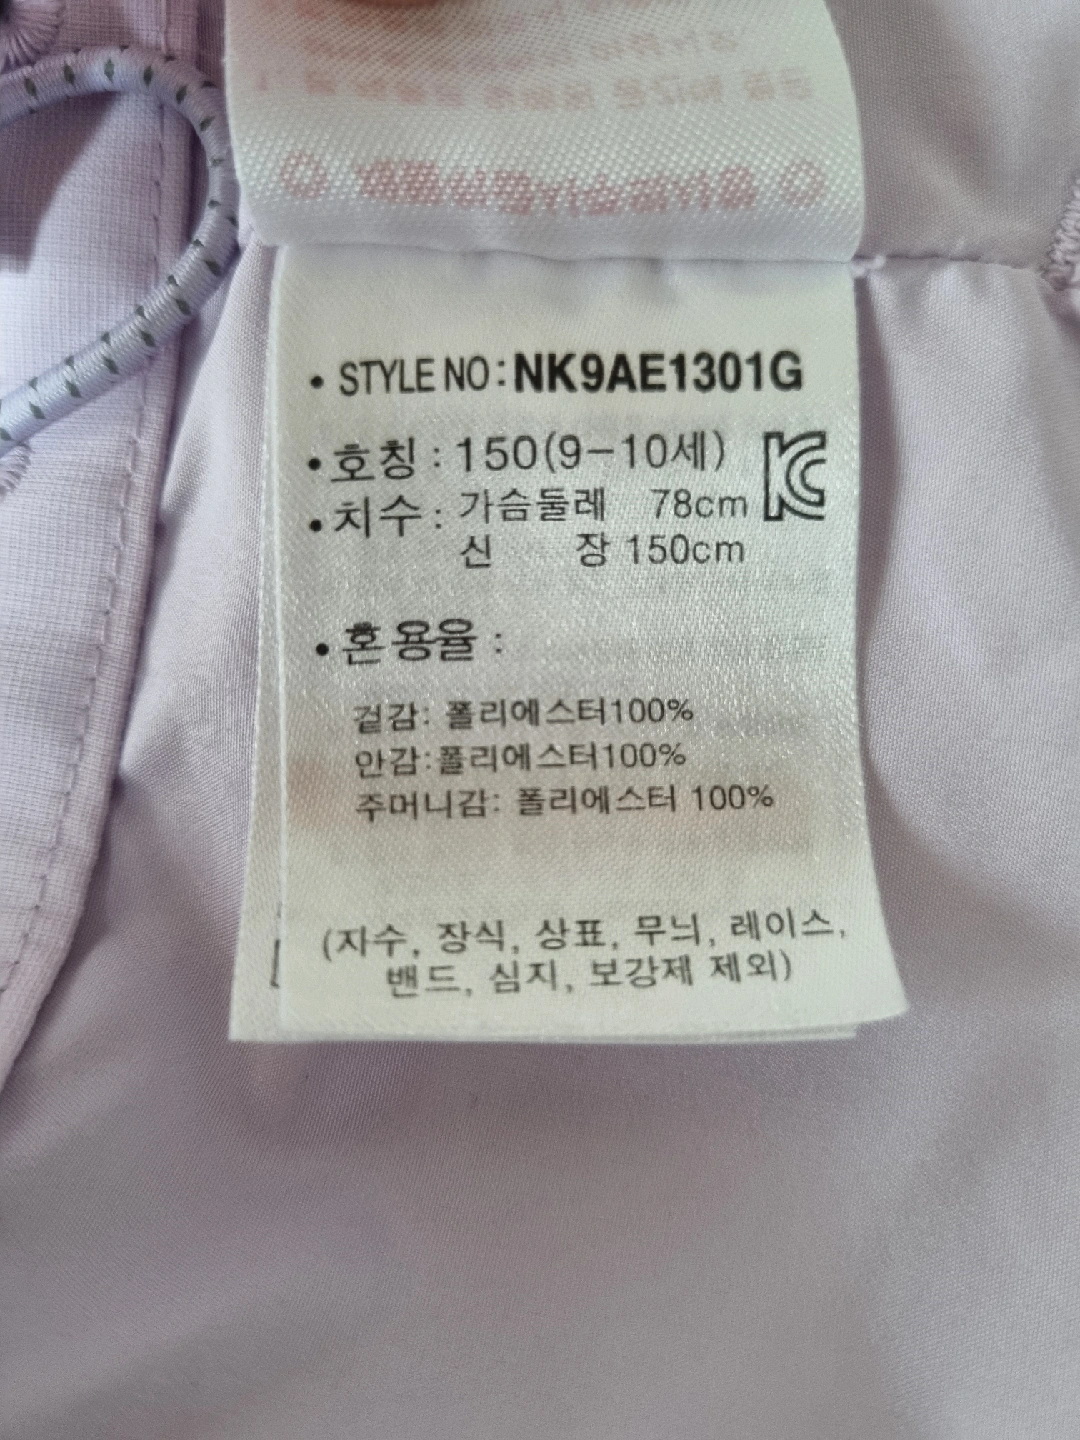 • STYLE NO: NK9AE1301G
• 호칭 : 150(9-10세)
• 치수 : 가슴둘레 78cm
신 장 150cm
• 혼용율 :
겉감: 폴리에스터100%
안감:폴리에스터100%
주머니감: 폴리에스터 100%
(자수, 장식, 상표, 무늬, 레이스,
밴드, 심지, 보강제 제외)